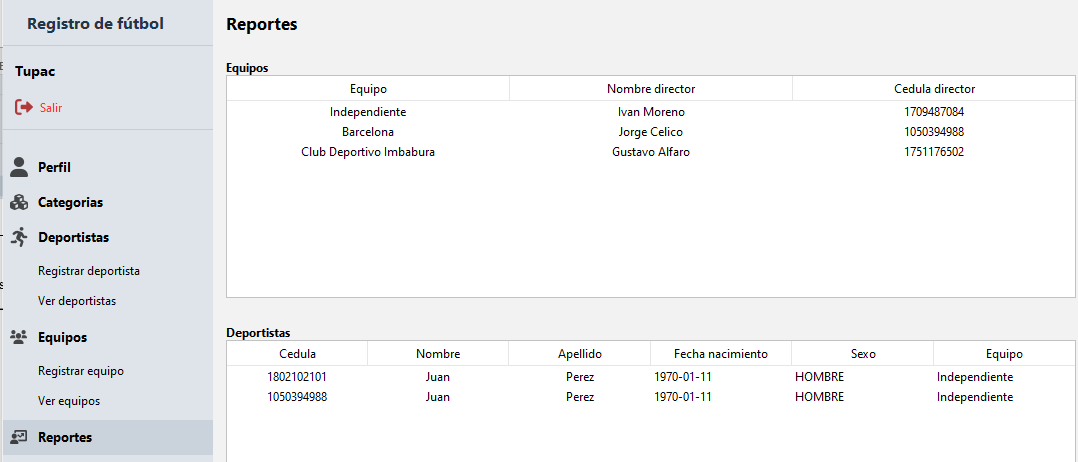 Registro de fútbol
Tupac
Salir
Perfil
Categorias
Deportistas
Registrar deportista
Ver deportistas
Equipos
Registrar equipo
Ver equipos
Reportes
Reportes
Equipos
Equipo Nombre director Cedula director
Independiente Ivan Moreno 1709487084
Barcelona Jorge Celico 1050394988
Club Deportivo Imbabura Gustavo Alfaro 1751176502
Deportistas
Cedula Nombre Apellido Fecha nacimiento Sexo Equipo
1802102101 Juan Perez 1970-01-11 HOMBRE Independiente
1050394988 Juan Perez 1970-01-11 HOMBRE Independiente